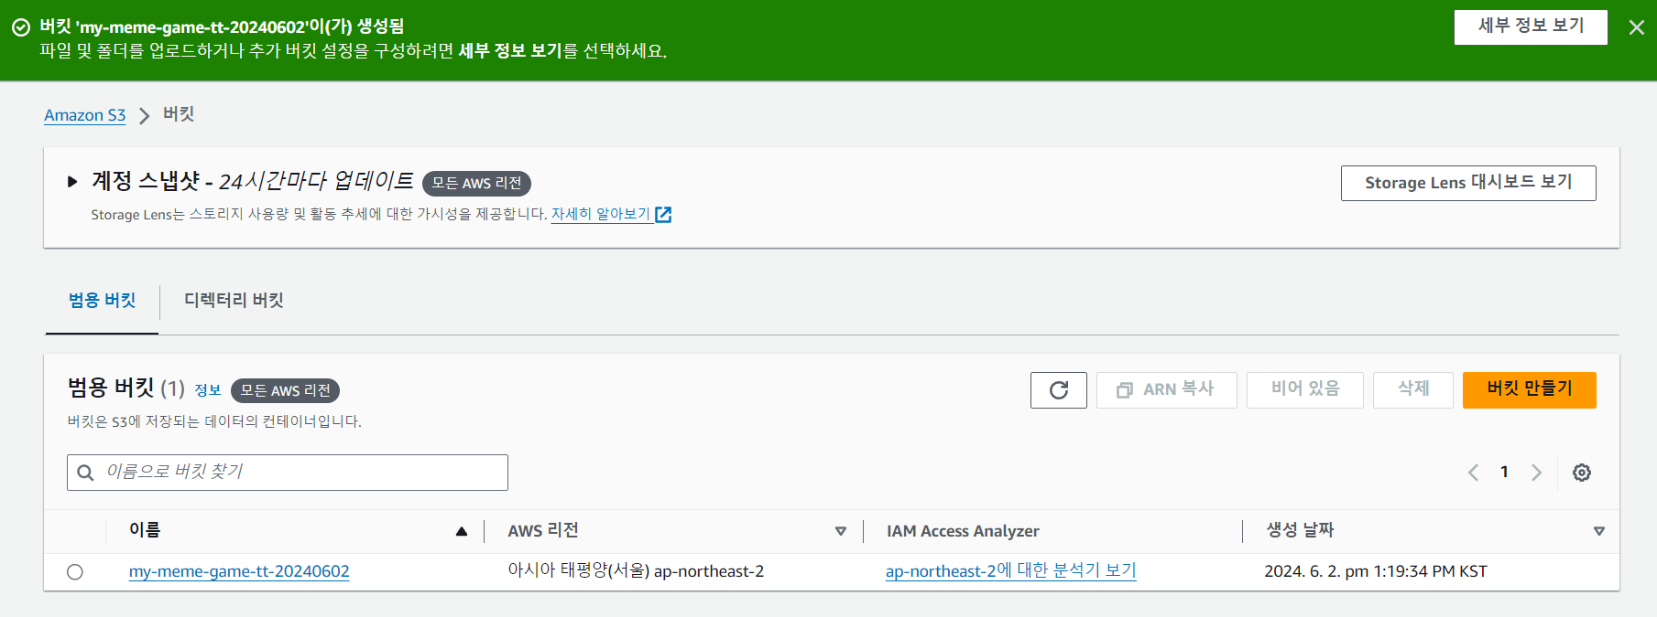 버킷 'my-meme-game-tt-20240602'이(가) 생성됨
파일 및 폴더를 업로드하거나 추가 버킷 설정을 구성하려면 세부 정보 보기를 선택하세요.
세부 정보 보기
Amazon S3 > 버킷
계정 스냅샷 - 24시간마다 업데이트 모든 AWS 리전
Storage Lens는 스토리지 사용량 및 활동 추세에 대한 가시성을 제공합니다. 자세히 알아보기
Storage Lens 대시보드 보기
범용 버킷 디렉터리 버킷
범용 버킷 (1) 정보 모든 AWS 리전
버킷은 S3에 저장되는 데이터의 컨테이너입니다.
ARN 복사 비어 있음 삭제 버킷 만들기
이름으로 버킷 찾기
1
이름 AWS 리전 IAM Access Analyzer 생성 날짜
my-meme-game-tt-20240602 아시아 태평양(서울) ap-northeast-2 ap-northeast-2에 대한 분석기 보기 2024. 6. 2. pm 1:19:34 PM KST